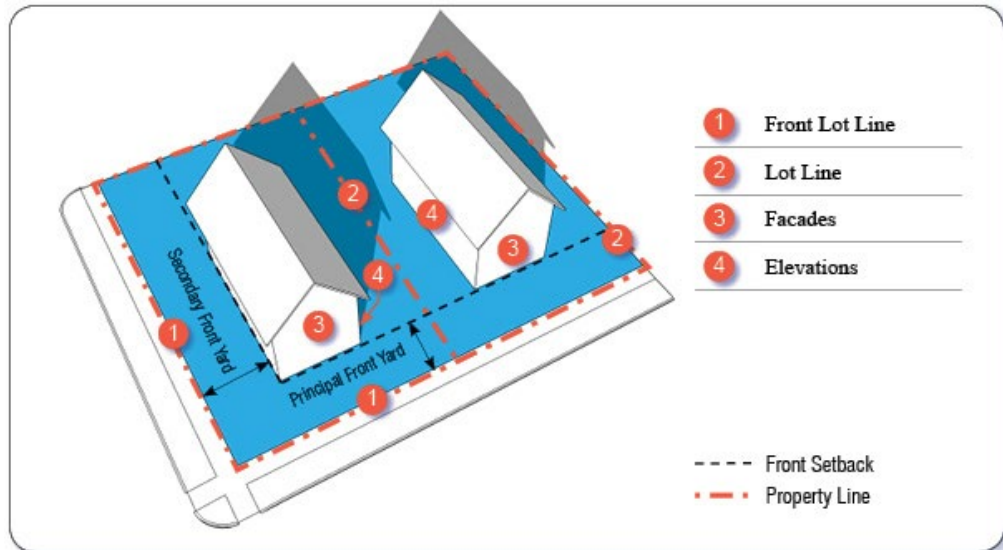 1 Front Lot Line
2 Lot Line
3 Facades
4 Elevations
2
4
4
3
2
3
1
Secondary Front Yard
Principal Front Yard
1
Front Setback
Property Line